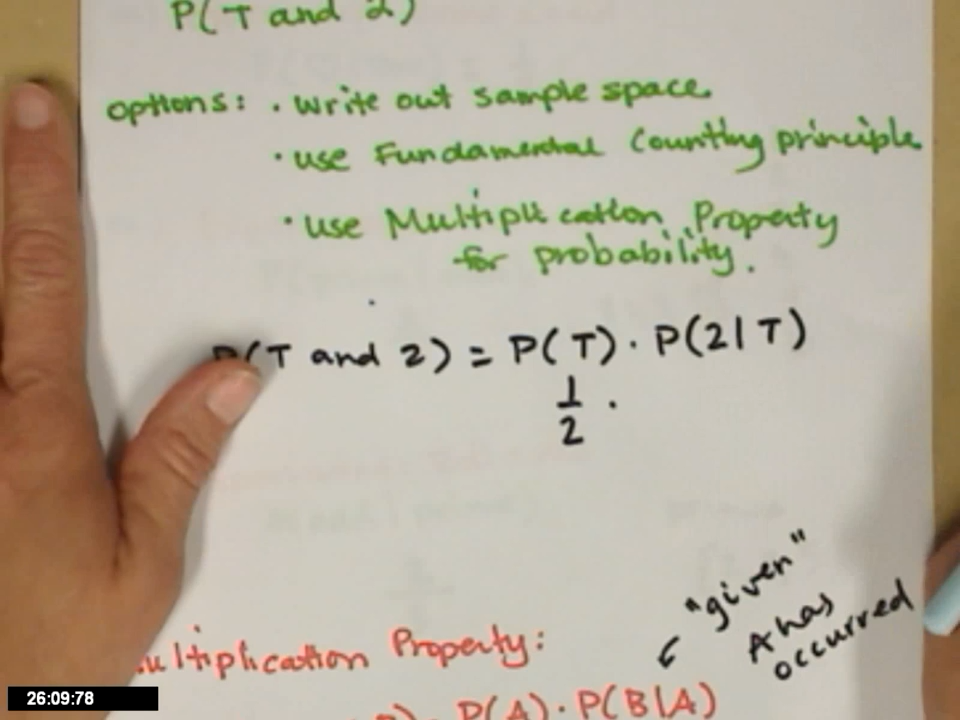 P(T and 2)
options: · write out sample space.
· use Fundamental Counting principle.
· use Multiplication Property
for probability.
P(T and 2) = P(T) · P(2|T)
1/2 ·
"given"
A has
occurred
Multiplication Property:
= P(A) · P(B|A)
26:09:78